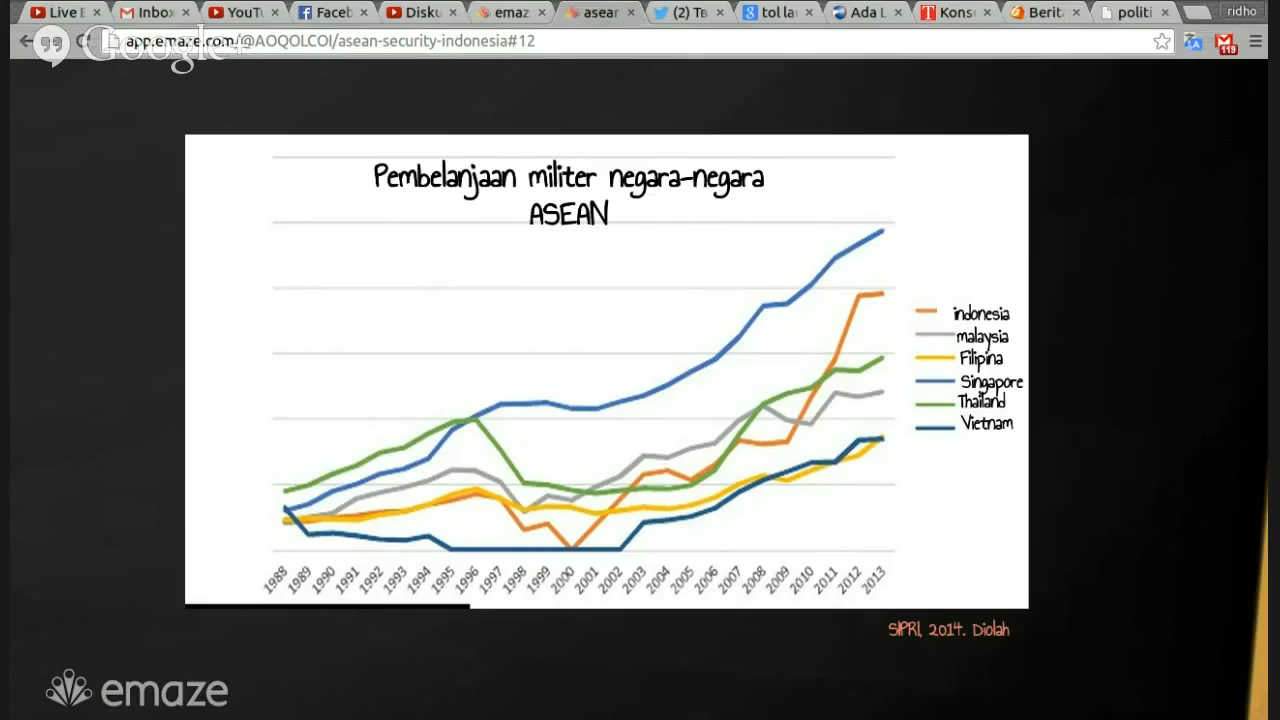 Live E
Inbox
YouTu
Faceb
Disku
emaz
asear
(2) Tw
tol la
Ada L
Kons
Berit
politi
ridho
Google+
app.emaze.com/@AOQOLCOI/asean-security-indonesia#12
119
Pembelanjaan militer negara-negara
ASEAN
indonesia
malaysia
Filipina
Singapore
Thailand
Vietnam
1988 1989 1990 1991 1992 1993 1994 1995 1996 1997 1998 1999 2000 2001 2002 2003 2004 2005 2006 2007 2008 2009 2010 2011 2012 2013
SIPRI, 2014. Diolah
emaze